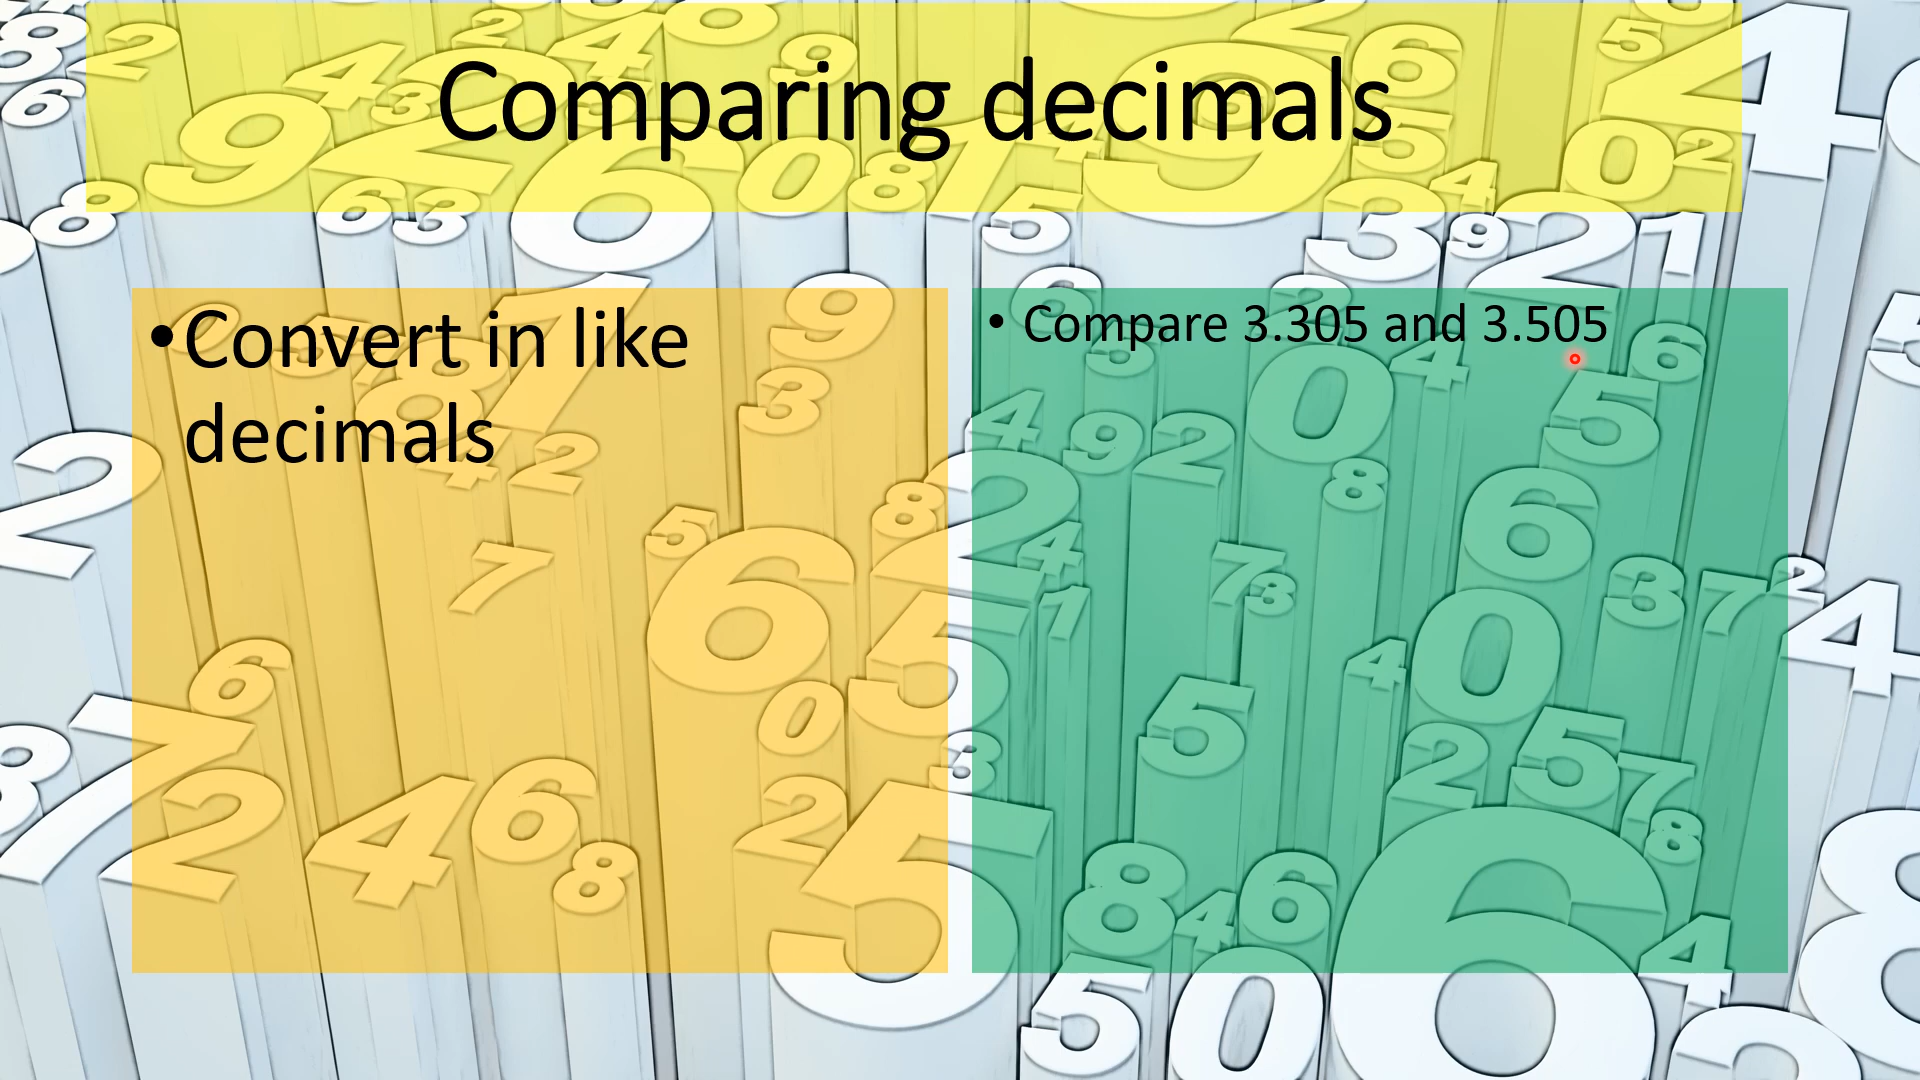 Comparing decimals
•Convert in like
decimals
• Compare 3.305 and 3.505